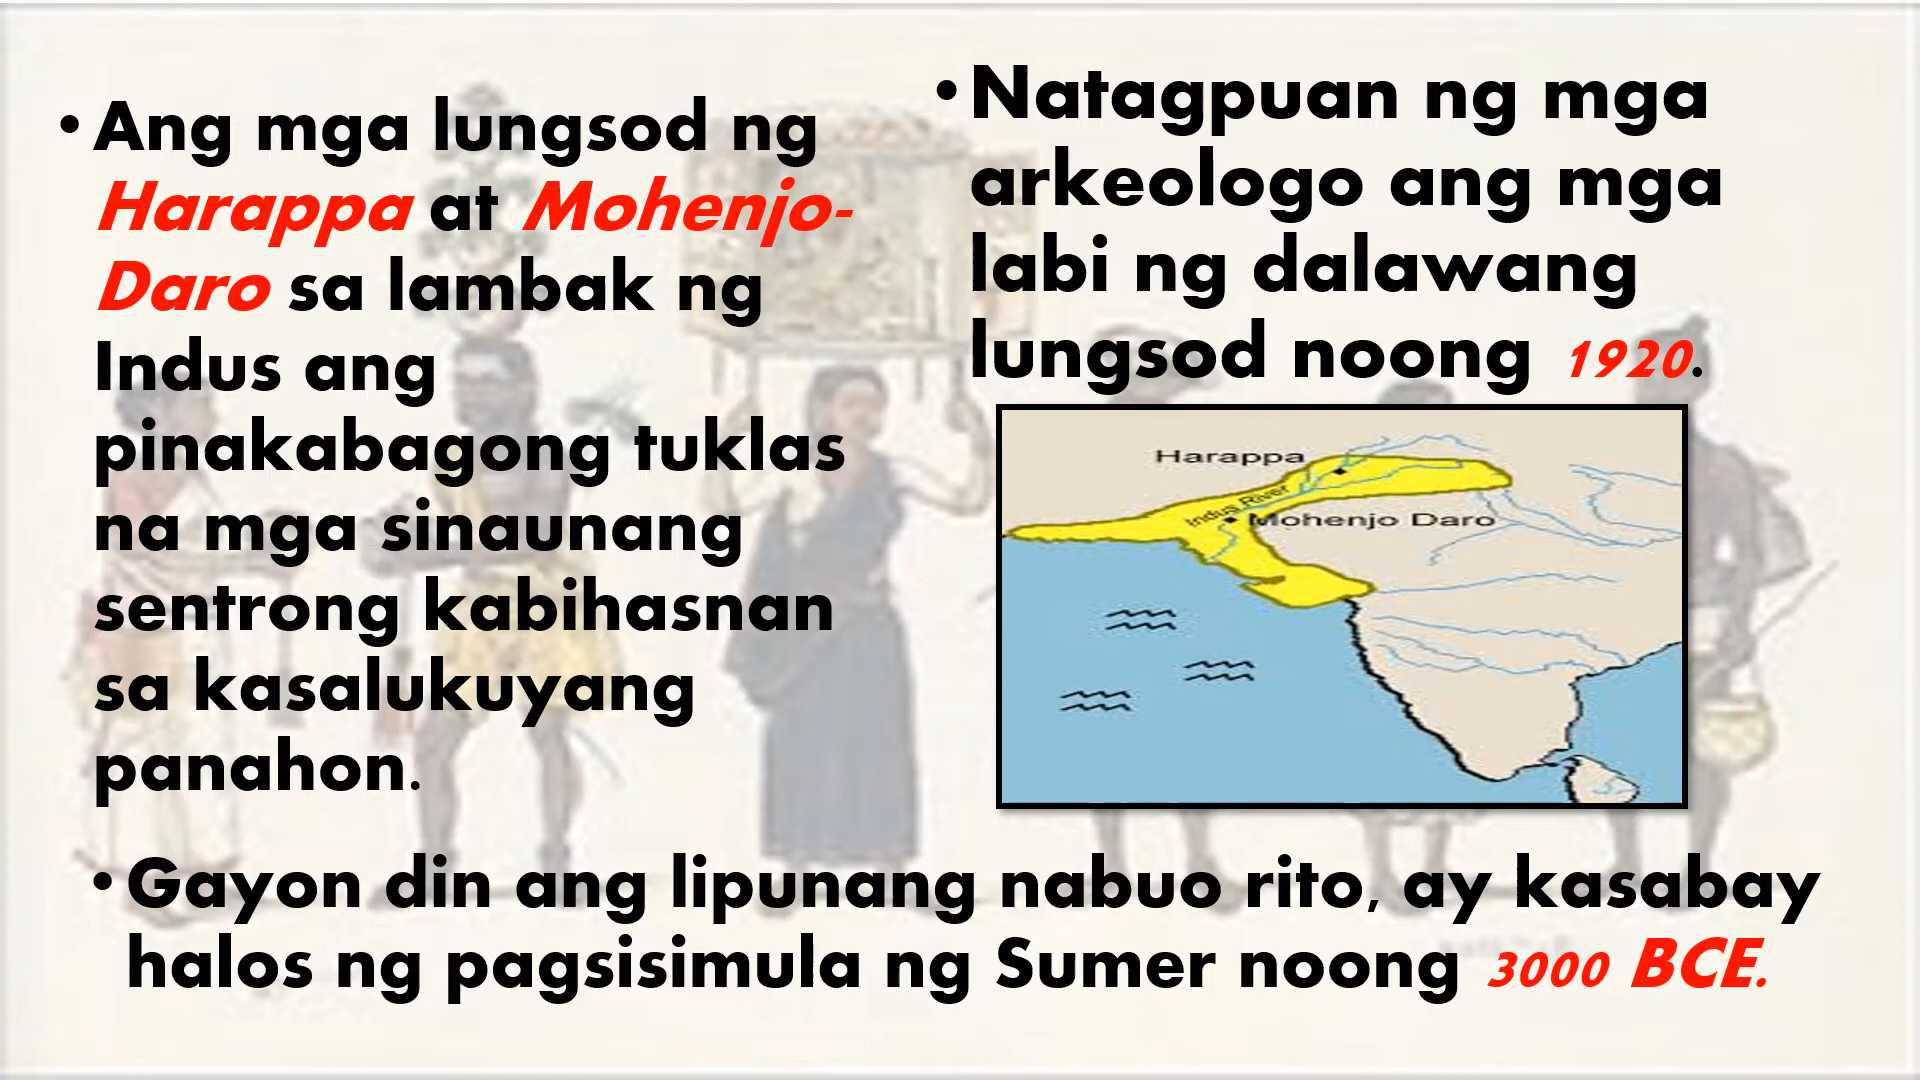 • Ang mga lungsod ng
Harappa at Mohenjo-
Daro sa lambak ng
Indus ang
pinakabagong tuklas
na mga sinaunang
sentrong kabihasnan
sa kasalukuyang
panahon.
• Natagpuan ng mga
arkeologo ang mga
labi ng dalawang
lungsod noong 1920.
Harappa
Indus River
Mohenjo Daro
• Gayon din ang lipunang nabuo rito, ay kasabay
halos ng pagsisimula ng Sumer noong 3000 BCE.